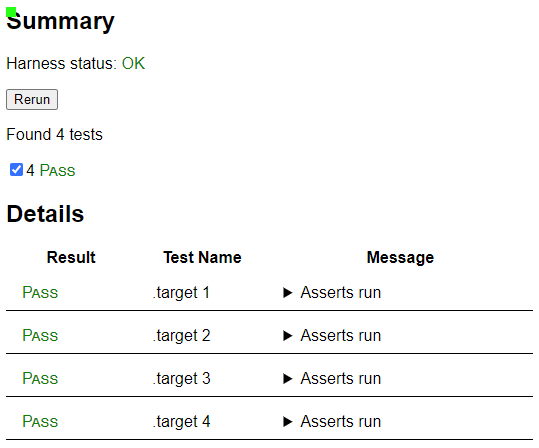 Summary
Harness status: OK
Rerun
Found 4 tests
4 Pass
Details
Result Test Name Message
Pass .target 1 Asserts run
Pass .target 2 Asserts run
Pass .target 3 Asserts run
Pass .target 4 Asserts run